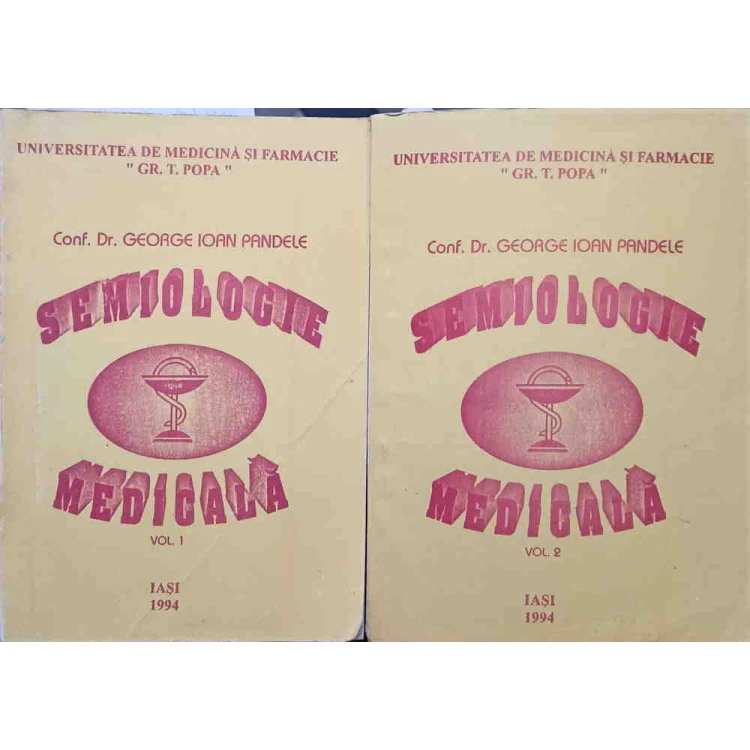 UNIVERSITATEA DE MEDICINĂ ȘI FARMACIE
" GR. T. POPA "
Conf. Dr. GEORGE IOAN PANDELE
SEMIOLOGIE
MEDICALĂ
VOL. 1
IAȘI
1994
UNIVERSITATEA DE MEDICINĂ ȘI FARMACIE
" GR. T. POPA "
Conf. Dr. GEORGE IOAN PANDELE
SEMIOLOGIE
MEDICALĂ
VOL. 2
IAȘI
1994